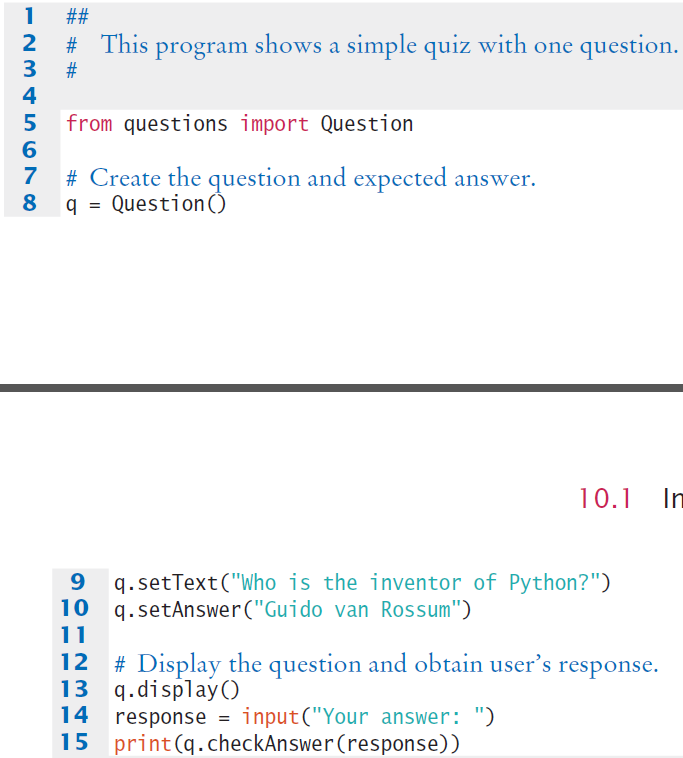 1 ##
2 # This program shows a simple quiz with one question.
3 #
4
5 from questions import Question
6
7 # Create the question and expected answer.
8 q = Question()
10.1 In
9 q.setText("Who is the inventor of Python?")
10 q.setAnswer("Guido van Rossum")
11
12 # Display the question and obtain user’s response.
13 q.display()
14 response = input("Your answer: ")
15 print(q.checkAnswer(response))